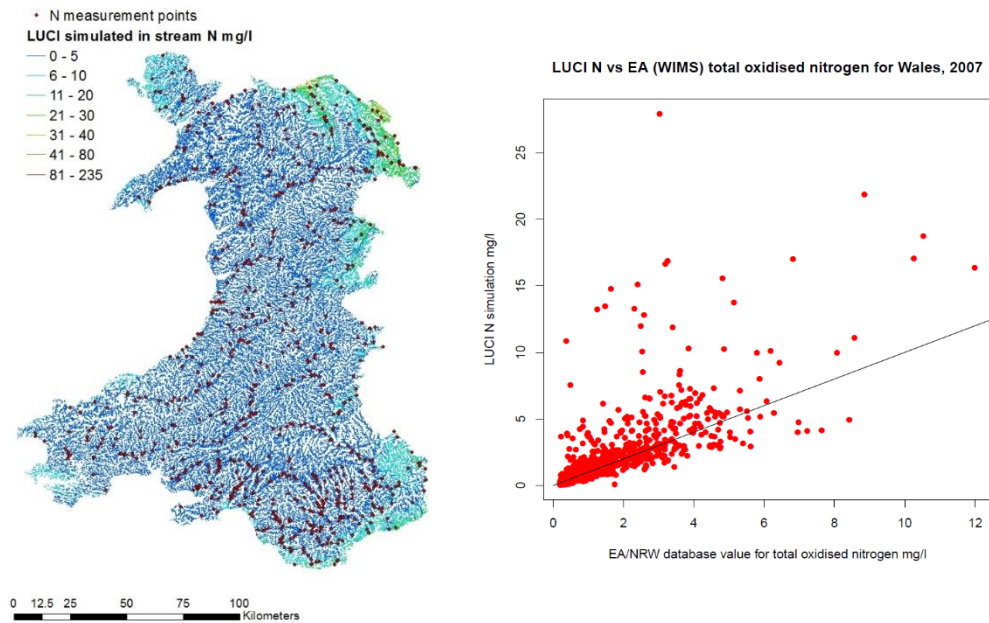 N measurement points
LUCI simulated in stream N mg/l
0 - 5
6 - 10
11 - 20
21 - 30
31 - 40
41 - 80
81 - 235
0 12.5 25 50 75 100
Kilometers
LUCI N vs EA (WIMS) total oxidised nitrogen for Wales, 2007
LUCI N simulation mg/l
25
20
15
10
5
0
0 2 4 6 8 10 12
EA/NRW database value for total oxidised nitrogen mg/l